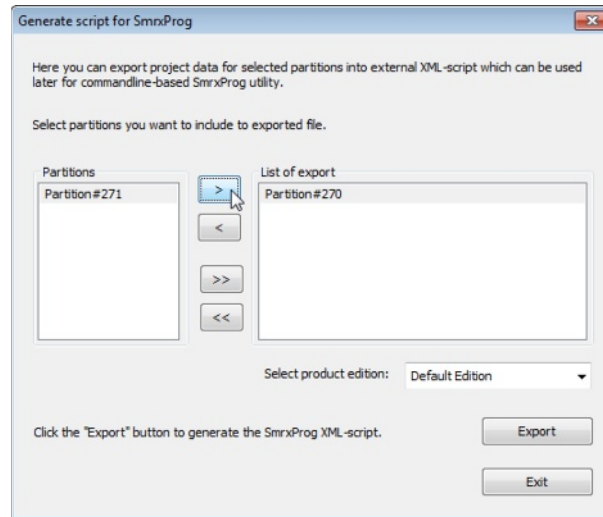 Generate script for SmrxProg
Here you can export project data for selected partitions into external XML-script which can be used
later for commandline-based SmrxProg utility.
Select partitions you want to include to exported file.
Partitions
Partition#271
>
<
>>
<<
List of export
Partition#270
Select product edition:
Default Edition
Click the "Export" button to generate the SmrxProg XML-script.
Export
Exit